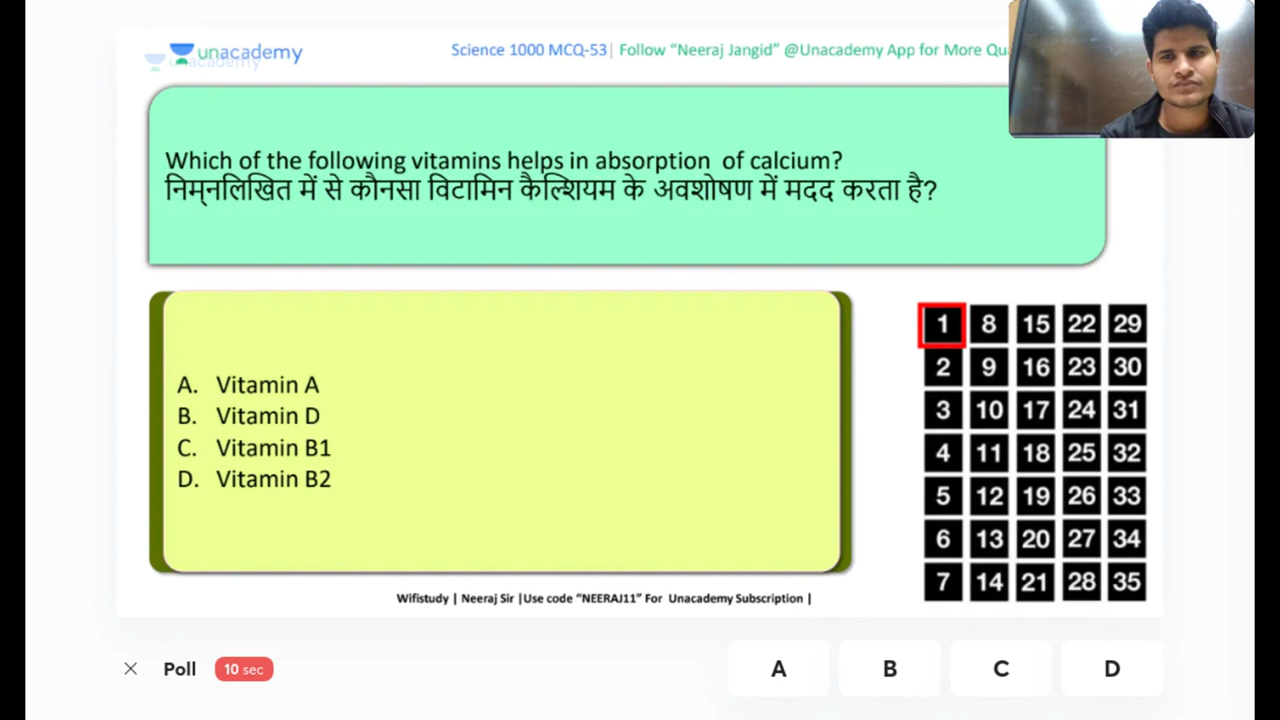 unacademy
unacademy
Science 1000 MCQ-53| Follow “Neeraj Jangid” @Unacademy App for More
Which of the following vitamins helps in absorption of calcium?
निम्नलिखित में से कौनसा विटामिन कैल्शियम के अवशोषण में मदद करता है?
A. Vitamin A
B. Vitamin D
C. Vitamin B1
D. Vitamin B2
1 8 15 22 29
2 9 16 23 30
3 10 17 24 31
4 11 18 25 32
5 12 19 26 33
6 13 20 27 34
7 14 21 28 35
Wifistudy | Neeraj Sir |Use code “NEERAJ11” For Unacademy Subscription |
Poll 10 sec A B C D